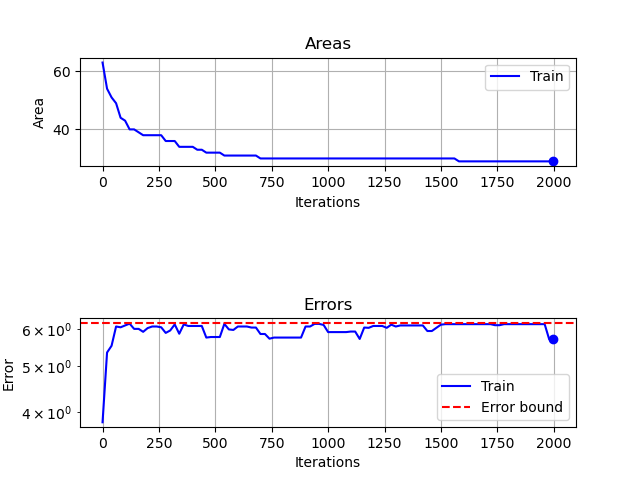 Areas
60
40
Area
Train
0 250 500 750 1000 1250 1500 1750 2000
Iterations
Errors
6 × 10⁰
5 × 10⁰
4 × 10⁰
Error
Train
Error bound
0 250 500 750 1000 1250 1500 1750 2000
Iterations